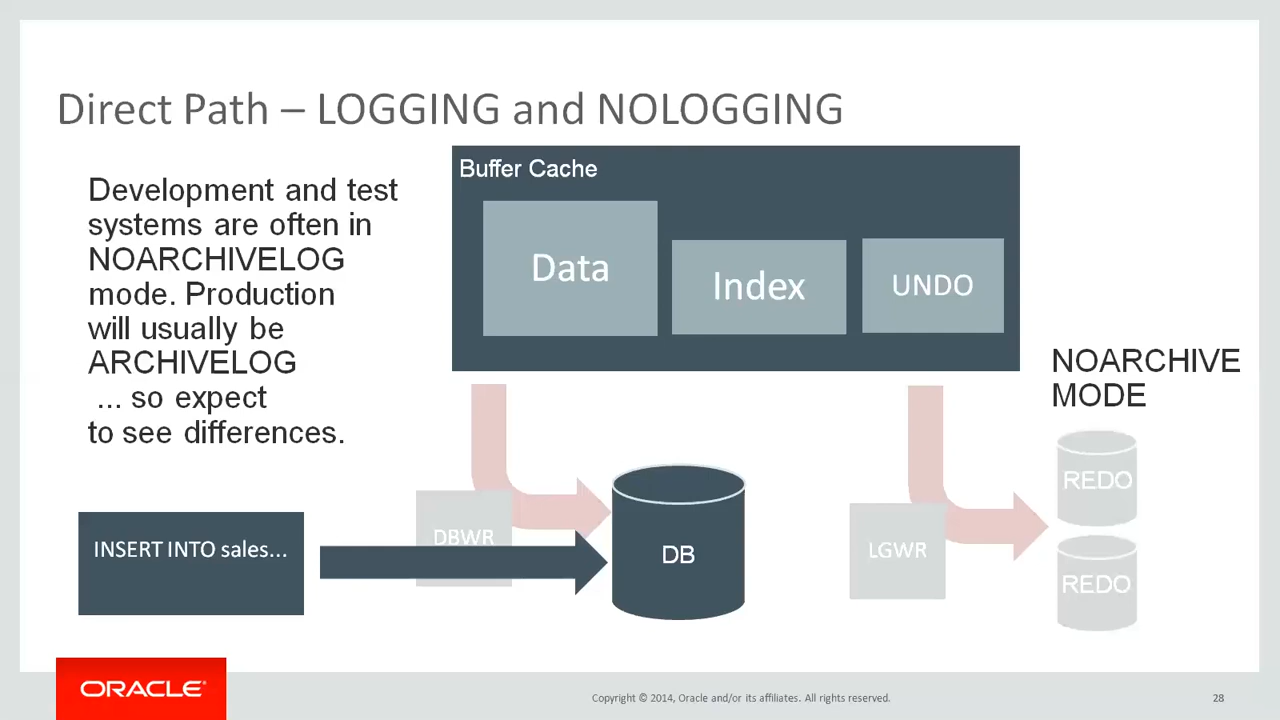 Direct Path – LOGGING and NOLOGGING
Development and test
systems are often in
NOARCHIVELOG
mode. Production
will usually be
ARCHIVELOG
... so expect
to see differences.
Buffer Cache
Data
Index
UNDO
NOARCHIVE
MODE
REDO
REDO
INSERT INTO sales...
DBWR
DB
LGWR
ORACLE®
Copyright © 2014, Oracle and/or its affiliates. All rights reserved.
28